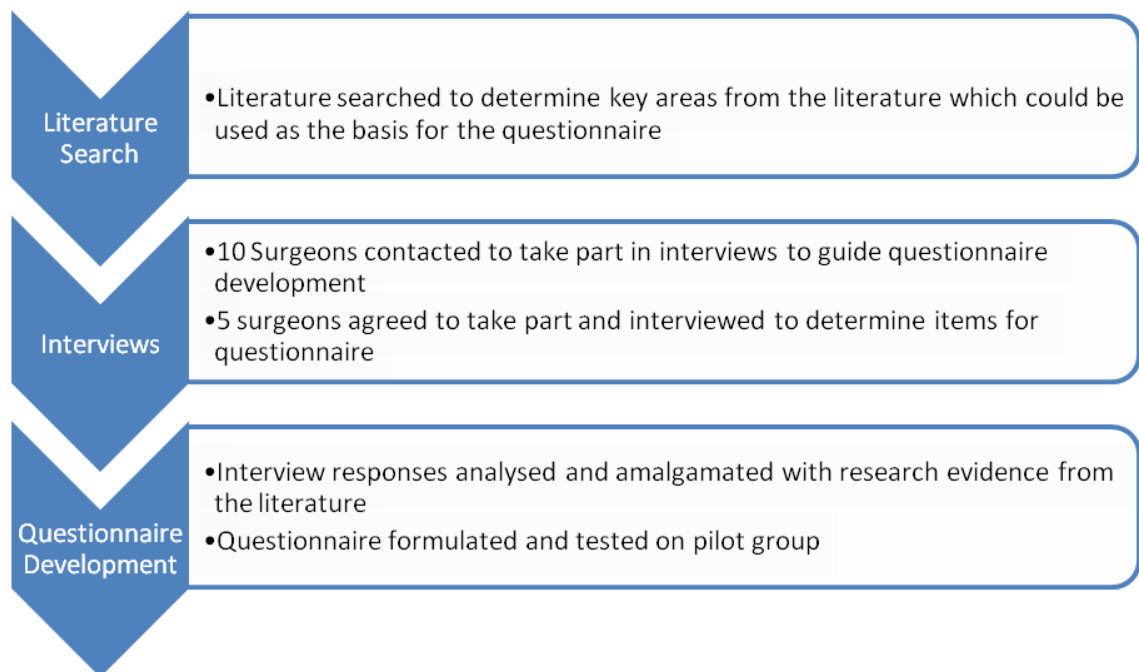 Literature
Search
•Literature searched to determine key areas from the literature which could be
used as the basis for the questionnaire
Interviews
•10 Surgeons contacted to take part in interviews to guide questionnaire
development
•5 surgeons agreed to take part and interviewed to determine items for
questionnaire
Questionnaire
Development
•Interview responses analysed and amalgamated with research evidence from
the literature
•Questionnaire formulated and tested on pilot group